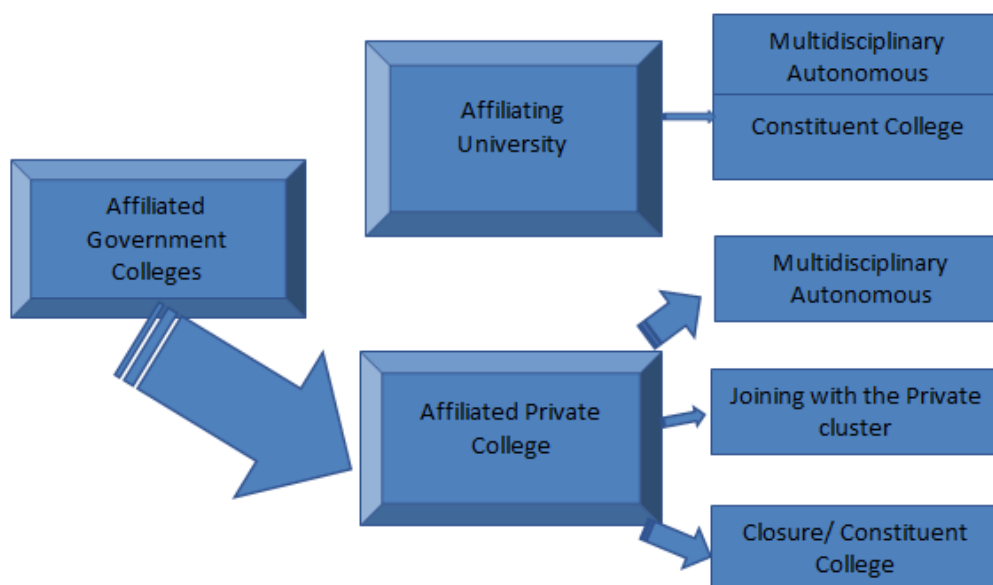 Multidisciplinary
Autonomous
Constituent College
Affiliating
University
Affiliated
Government
Colleges
Multidisciplinary
Autonomous
Affiliated Private
College
Joining with the Private
cluster
Closure/ Constituent
College